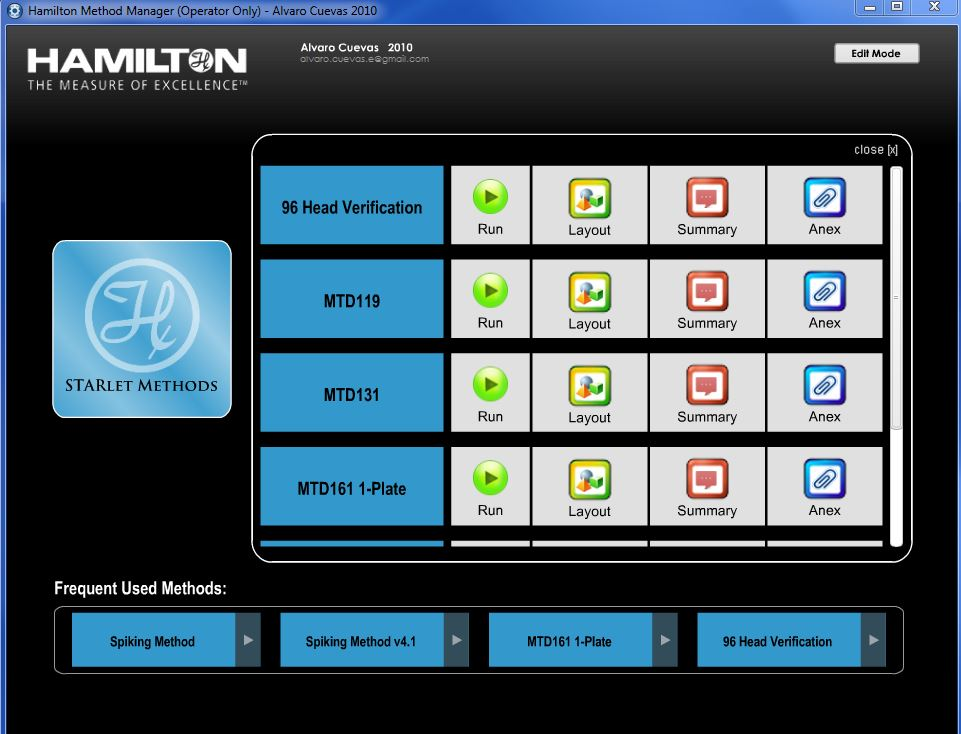 Hamilton Method Manager (Operator Only) - Alvaro Cuevas 2010
HAMILTON
THE MEASURE OF EXCELLENCE™
Alvaro Cuevas 2010
alvaro.cuevas.e@gmail.com
Edit Mode
close [x]
96 Head Verification
Run
Layout
Summary
Anex
MTD119
Run
Layout
Summary
Anex
MTD131
Run
Layout
Summary
Anex
MTD161 1-Plate
Run
Layout
Summary
Anex
H
STARlet Methods
Frequent Used Methods:
Spiking Method
Spiking Method v4.1
MTD161 1-Plate
96 Head Verification